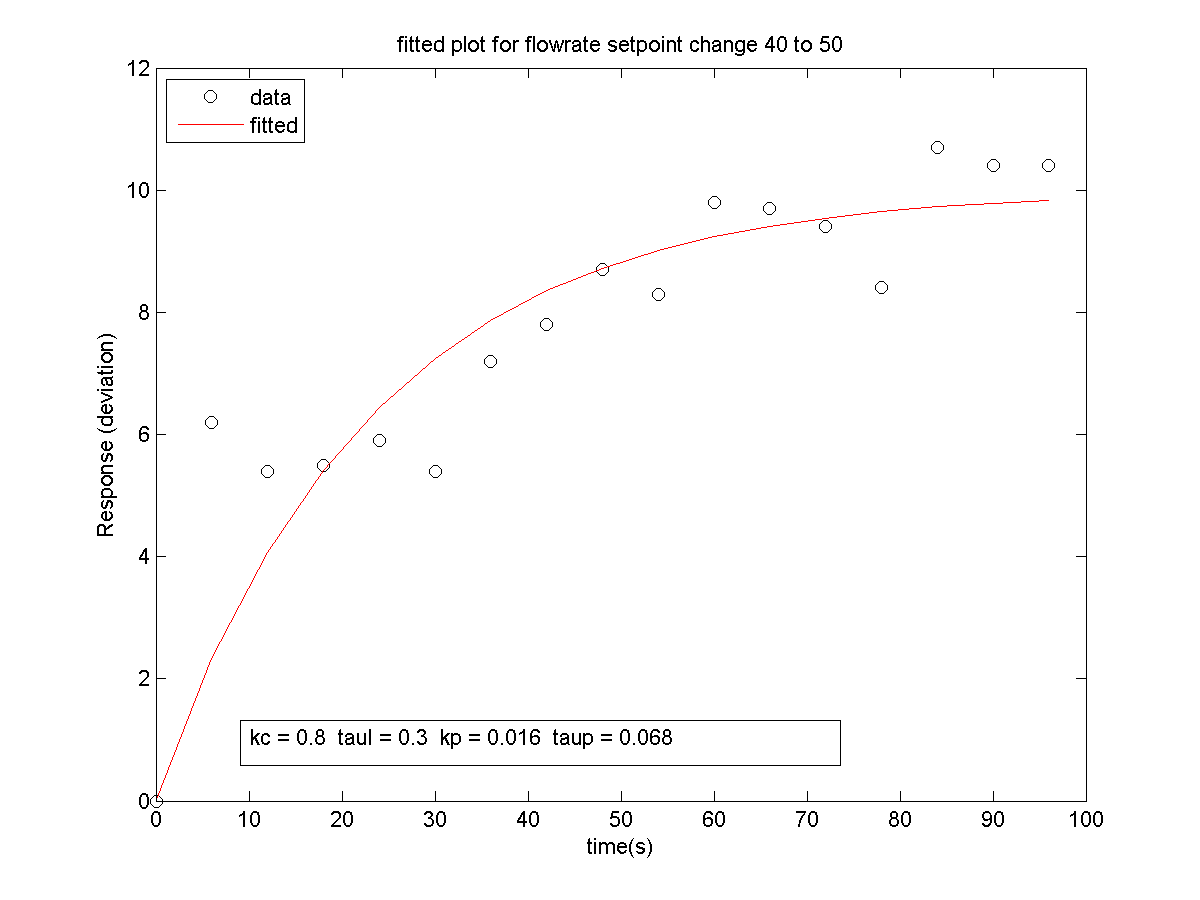 fitted plot for flowrate setpoint change 40 to 50
12
data
fitted
10
8
6
4
2
0
Response (deviation)
kc = 0.8 tauI = 0.3 kp = 0.016 taup = 0.068
0 10 20 30 40 50 60 70 80 90 100
time(s)